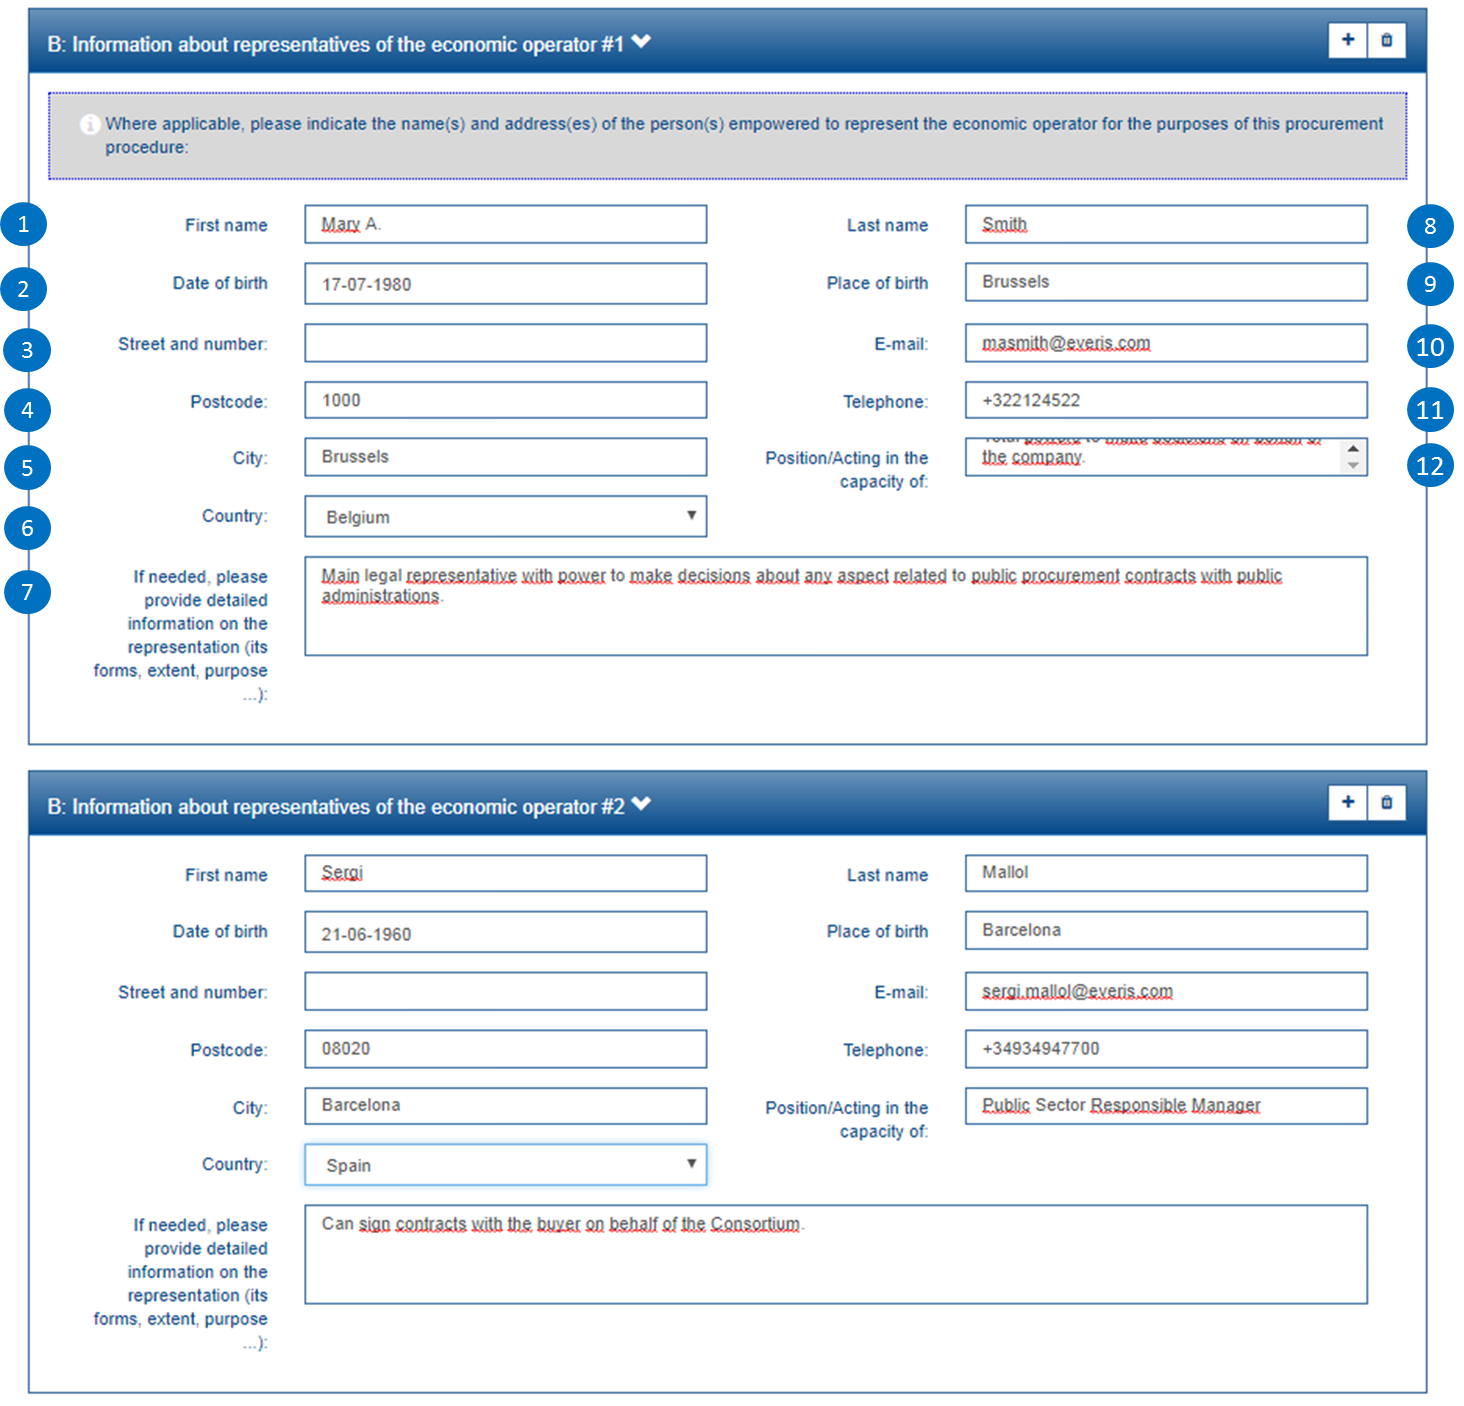 B: Information about representatives of the economic operator #1
Where applicable, please indicate the name(s) and address(es) of the person(s) empowered to represent the economic operator for the purposes of this procurement
procedure:
1 First name Mary A. Last name Smith 8
2 Date of birth 17-07-1980 Place of birth Brussels 9
3 Street and number: E-mail: masmith@everis.com 10
4 Postcode: 1000 Telephone: +322124522 11
5 City: Brussels Position/Acting in the capacity of: Total powers to make decisions on behalf of
the company. 12
6 Country: Belgium
7 If needed, please
provide detailed
information on the
representation (its
forms, extent, purpose
...):
Main legal representative with power to make decisions about any aspect related to public procurement contracts with public
administrations.
B: Information about representatives of the economic operator #2
First name Sergi Last name Mallol
Date of birth 21-06-1960 Place of birth Barcelona
Street and number: E-mail: sergi.mallol@everis.com
Postcode: 08020 Telephone: +34934947700
City: Barcelona Position/Acting in the capacity of: Public Sector Responsible Manager
Country: Spain
If needed, please
provide detailed
information on the
representation (its
forms, extent, purpose
...):
Can sign contracts with the buyer on behalf of the Consortium.